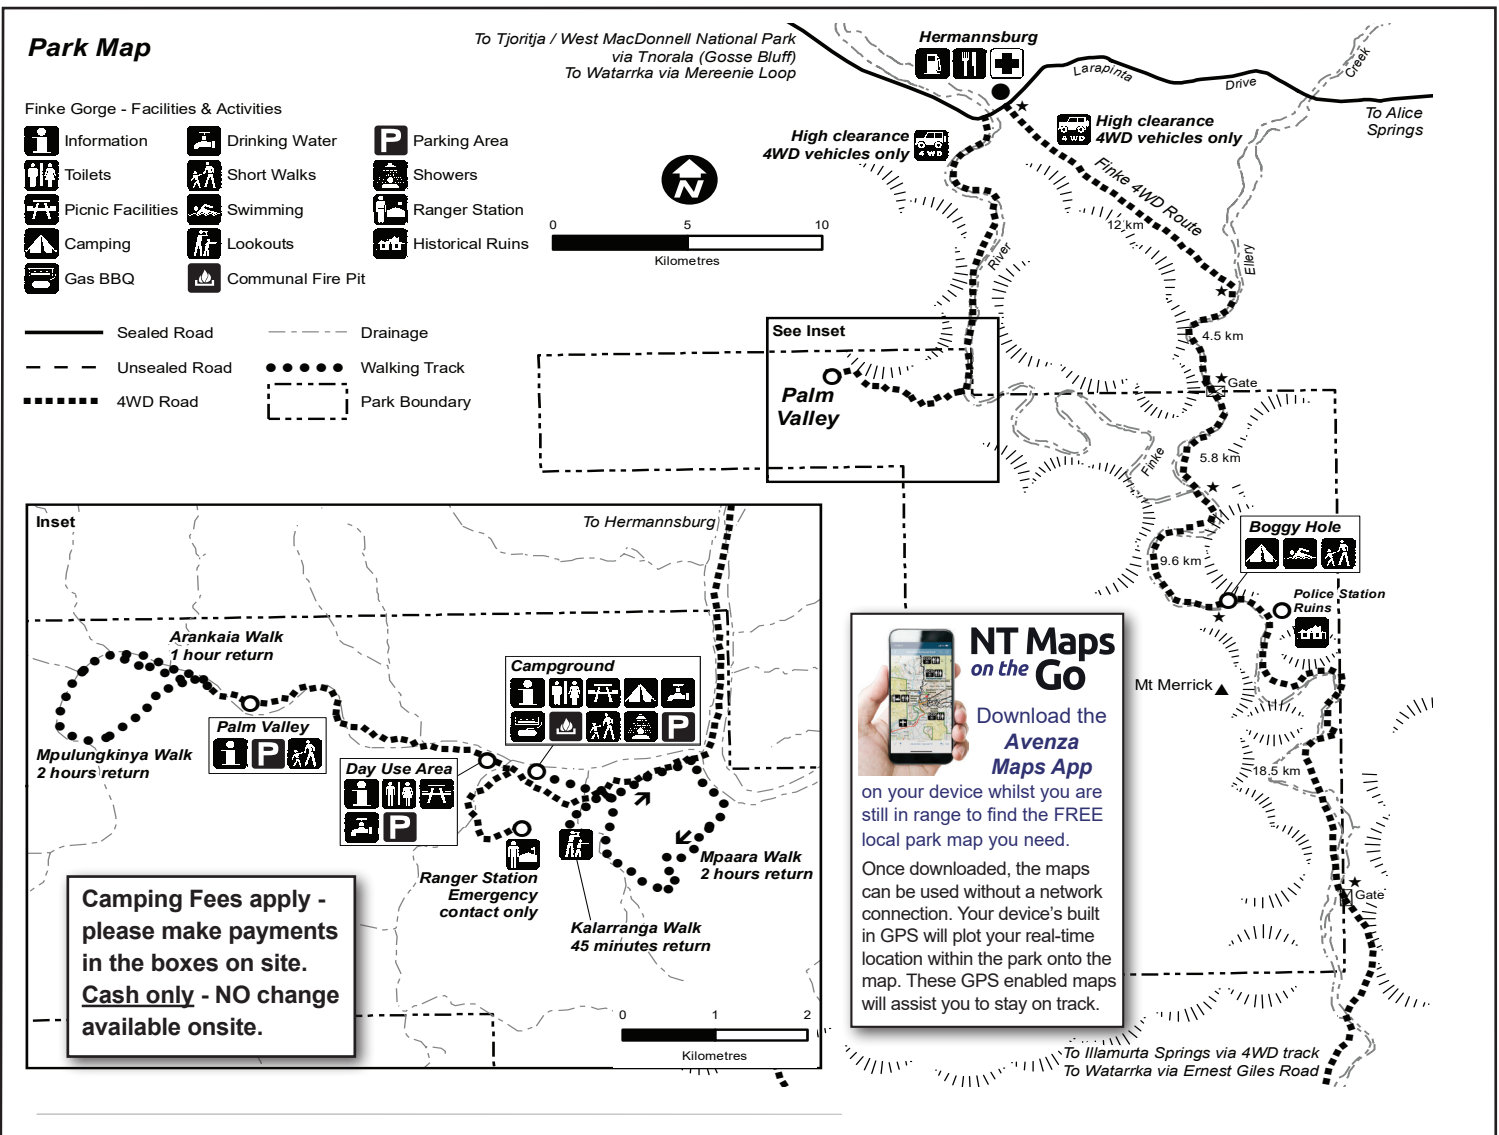 Park Map
To Tjoritja / West MacDonnell National Park
via Tnorala (Gosse Bluff)
To Watarrka via Mereenie Loop
Hermannsburg
Larapinta
Drive
Creek
To Alice
Springs
High clearance
4WD vehicles only
4WD
High clearance
4WD vehicles only
4WD
Finke Gorge - Facilities & Activities
Information
Drinking Water
P
Parking Area
Toilets
Short Walks
Showers
Picnic Facilities
Swimming
Ranger Station
Camping
Lookouts
Historical Ruins
Gas BBQ
Communal Fire Pit
Sealed Road
Drainage
Unsealed Road
Walking Track
4WD Road
Park Boundary
N
0 5 10
Kilometres
Finke 4WD Route
12 km
River
Ellery
4.5 km
Gate
See Inset
Palm
Valley
5.8 km
Finke
Boggy Hole
9.6 km
Police Station
Ruins
Mt Merrick
18.5 km
Gate
To Illamurta Springs via 4WD track
To Watarrka via Ernest Giles Road
Inset
To Hermannsburg
Arankaia Walk
1 hour return
Campground
P
Palm Valley
P
Mpulungkinya Walk
2 hours return
Day Use Area
P
Mpaara Walk
2 hours return
Ranger Station
Emergency
contact only
Kalarranga Walk
45 minutes return
Camping Fees apply -
please make payments
in the boxes on site.
Cash only - NO change
available onsite.
0 1 2
Kilometres
NT Maps
on the Go
Download the
Avenza
Maps App
on your device whilst you are
still in range to find the FREE
local park map you need.
Once downloaded, the maps
can be used without a network
connection. Your device's built
in GPS will plot your real-time
location within the park onto the
map. These GPS enabled maps
will assist you to stay on track.